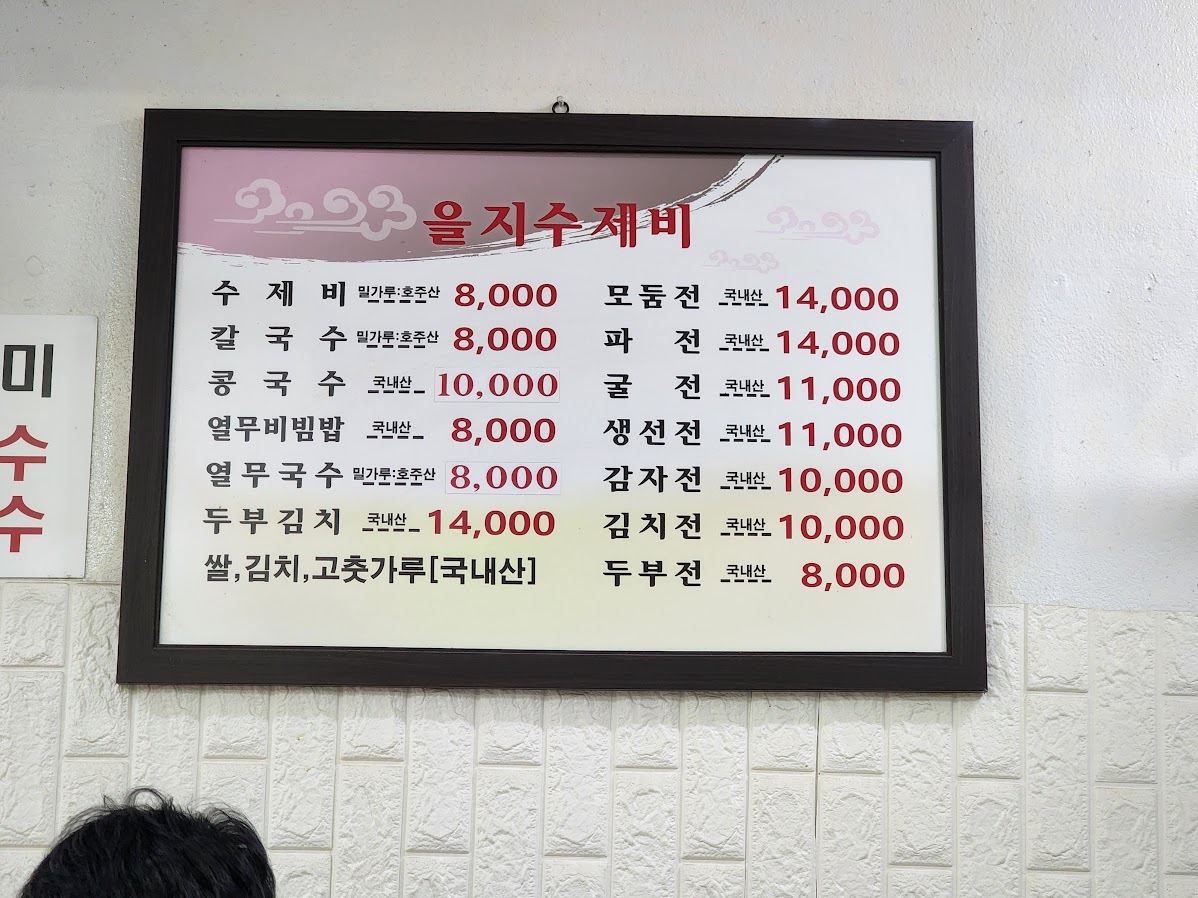 을지수제비
수제비 밀가루:호주산 8,000
칼국수 밀가루:호주산 8,000
콩국수 국내산 10,000
열무비빔밥 국내산 8,000
열무국수 밀가루:호주산 8,000
두부김치 국내산 14,000
쌀,김치,고춧가루[국내산]
모둠전 국내산 14,000
파전 국내산 14,000
굴전 국내산 11,000
생선전 국내산 11,000
감자전 국내산 10,000
김치전 국내산 10,000
두부전 국내산 8,000
미
수
수